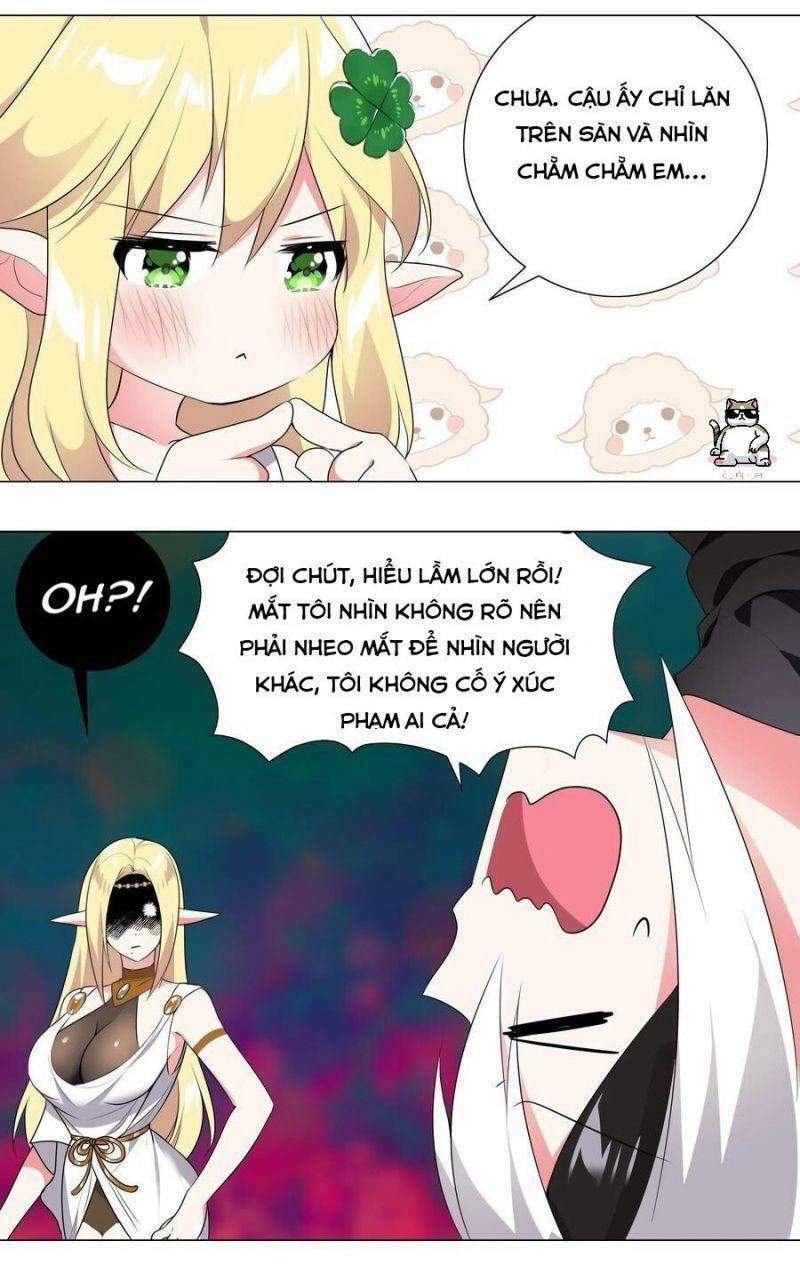 CHƯA. CẬU ẤY CHỈ LĂN
TRÊN SÀN VÀ NHÌN
CHẰM CHẰM EM...
OH?!
ĐỢI CHÚT, HIỂU LẦM LỚN RỒI!
MẮT TÔI NHÌN KHÔNG RÕ NÊN
PHẢI NHEO MẮT ĐỂ NHÌN NGƯỜI
KHÁC, TÔI KHÔNG CỐ Ý XÚC
PHẠM AI CẢ!